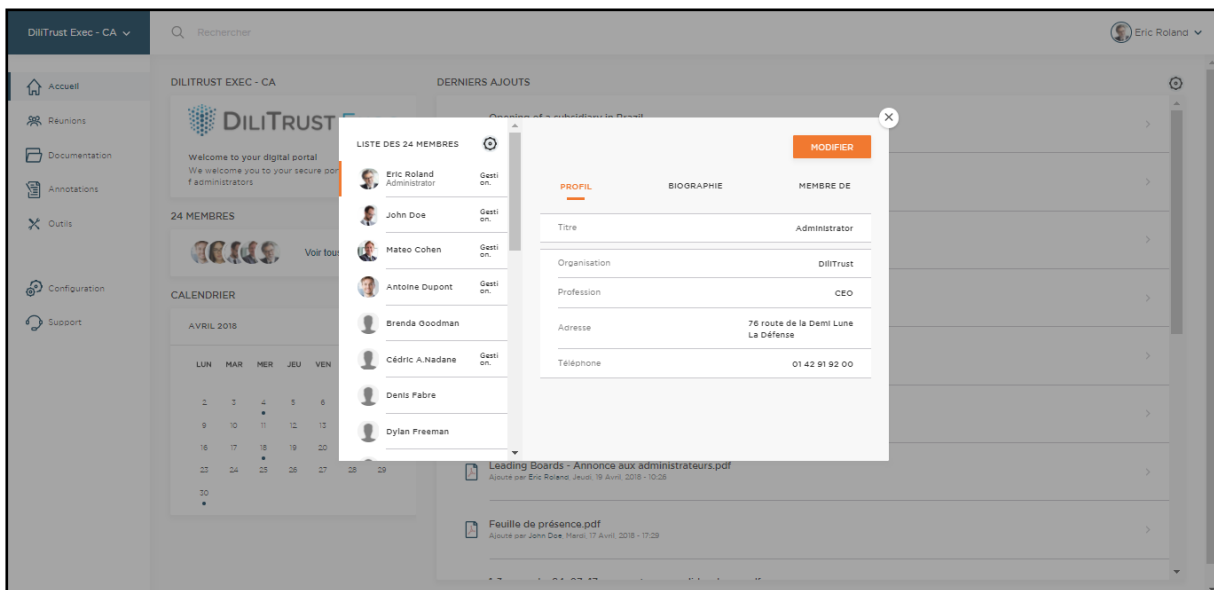 DiliTrust Exec - CA
Rechercher
Eric Roland
Accueil
Réunions
Documentation
Annotations
Outils
Configuration
Support
DILITRUST EXEC - CA
DILITRUST
Welcome to your digital portal
We welcome you to your secure
f administrators
24 MEMBRES
Voir tous
CALENDRIER
AVRIL 2018
LUN MAR MER JEU VEN
2 3 4 5 6
9 10 11 12 13
16 17 18 19 20
23 24 25 26 27 28 29
30
DERNIERS AJOUTS
Opening of a subsidiary in Brazil
LISTE DES 24 MEMBRES
Eric Roland
Administrator
Gesti
on.
John Doe
Gesti
on.
Mateo Cohen
Gesti
on.
Antoine Dupont
Gesti
on.
Brenda Goodman
Cédric A.Nadane
Gesti
on.
Denis Fabre
Dylan Freeman
MODIFIER
PROFIL BIOGRAPHIE MEMBRE DE
Titre Administrator
Organisation DiliTrust
Profession CEO
Adresse 76 route de la Demi Lune
La Défense
Téléphone 01 42 91 92 00
Leading Boards - Annonce aux administrateurs.pdf
Ajouté par Eric Roland, Jeudi, 19 Avril, 2018 - 10:26
Feuille de présence.pdf
Ajouté par John Doe, Mardi, 17 Avril, 2018 - 17:29